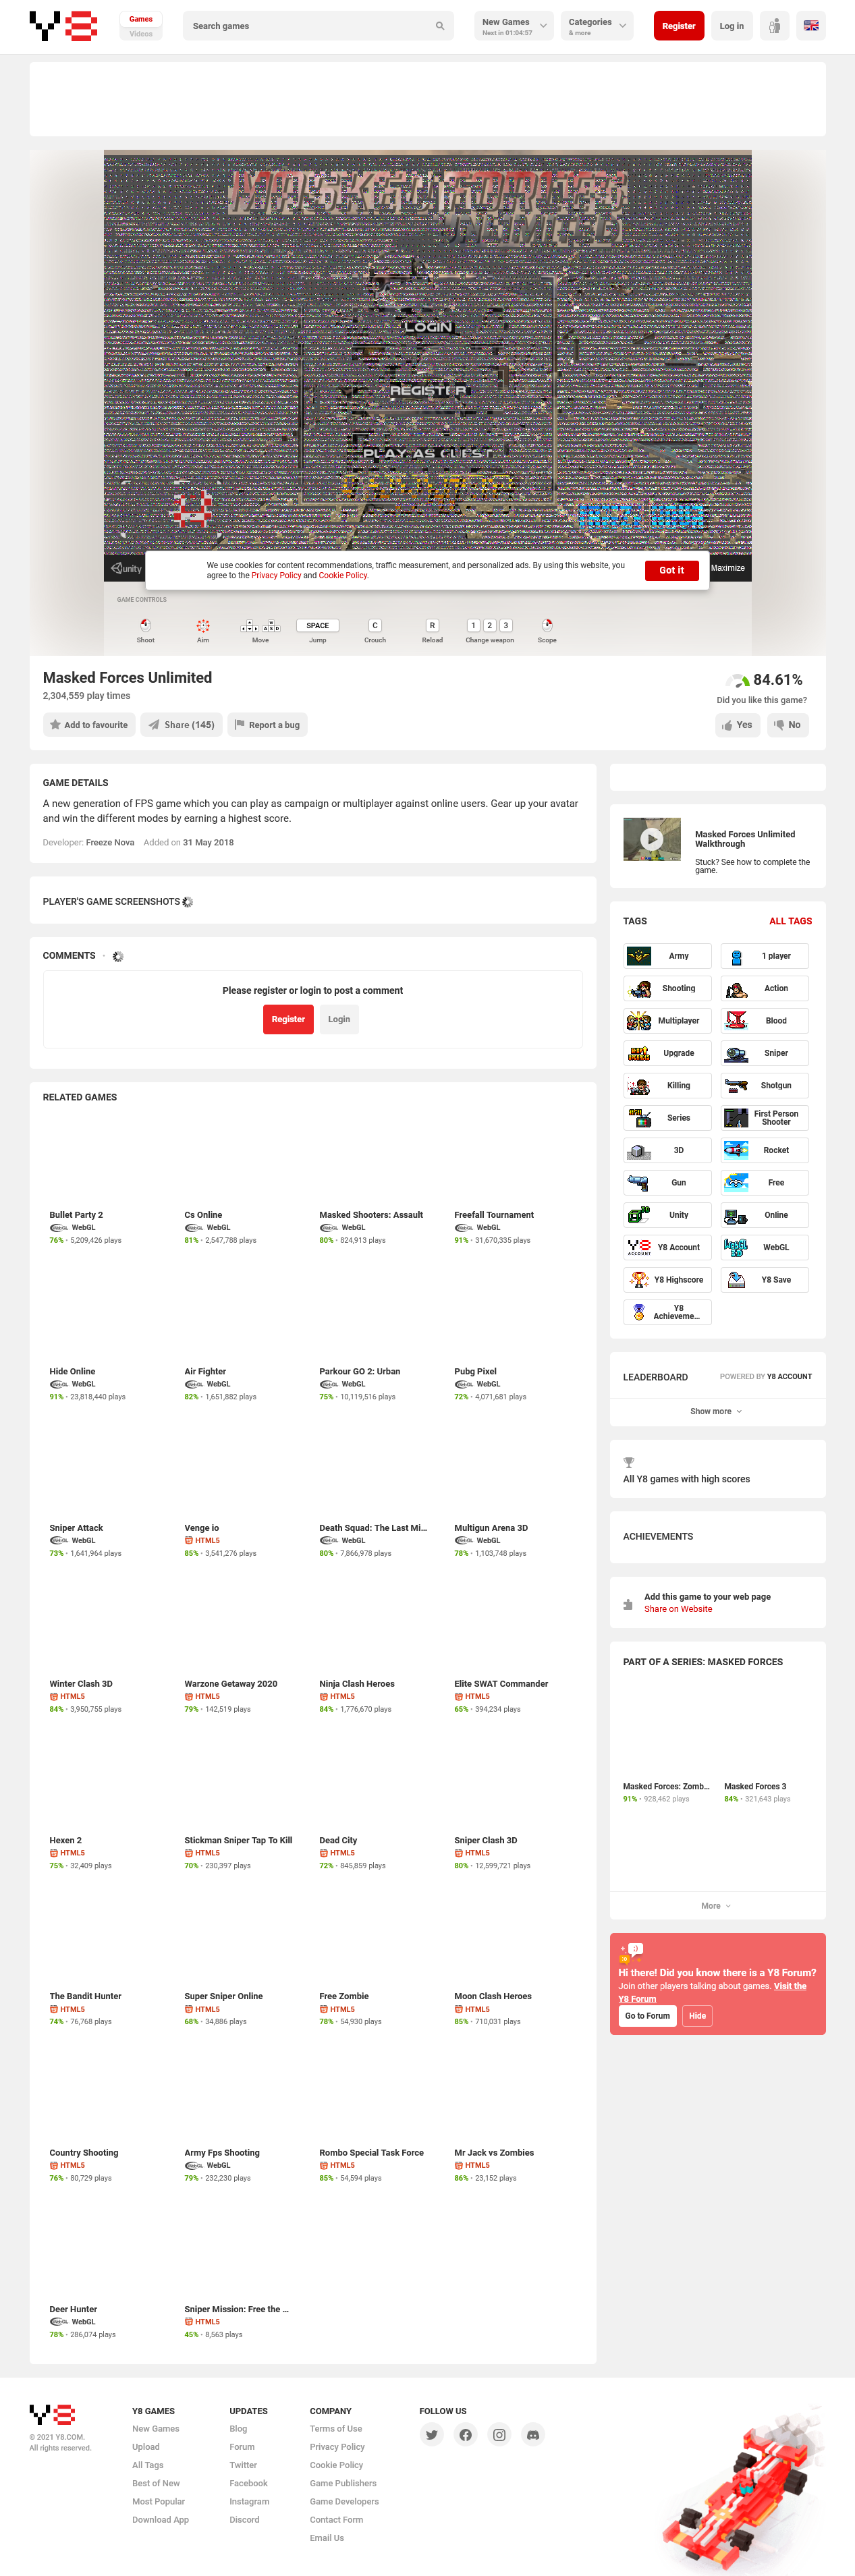 Y8
Games
Videos
Search games
New Games
Next in 01:04:57
Categories
& more
Register
Log in
MASKED FORCES
UNLIMITED
LOGIN
REGISTER
PLAY AS GUEST
unity
Maximize
We use cookies for content recommendations, traffic measurement, and personalized ads. By using this website, you
agree to the Privacy Policy and Cookie Policy.
Got it
GAME CONTROLS
SPACE
C
R
1 2 3
Shoot
Aim
Move
Jump
Crouch
Reload
Change weapon
Scope
Masked Forces Unlimited
2,304,559 play times
84.61%
Did you like this game?
Add to favourite
Share (145)
Report a bug
Yes
No
GAME DETAILS
A new generation of FPS game which you can play as campaign or multiplayer against online users. Gear up your avatar
and win the different modes by earning a highest score.
Developer: Freeze Nova Added on 31 May 2018
PLAYER'S GAME SCREENSHOTS
COMMENTS
Please register or login to post a comment
Register
Login
Masked Forces Unlimited
Walkthrough
Stuck? See how to complete the
game.
TAGS
ALL TAGS
Army
1 player
Shooting
Action
Multiplayer
Blood
Upgrade
Sniper
Killing
Shotgun
Series
First Person
Shooter
3D
Rocket
Gun
Free
Unity
Online
Y8 Account
WebGL
Y8 Highscore
Y8 Save
Y8
Achieveme...
LEADERBOARD
POWERED BY Y8 ACCOUNT
Show more
All Y8 games with high scores
ACHIEVEMENTS
Add this game to your web page
Share on Website
PART OF A SERIES: MASKED FORCES
Masked Forces: Zomb...
91% • 928,462 plays
Masked Forces 3
84% • 321,643 plays
More
Hi there! Did you know there is a Y8 Forum?
Join other players talking about games. Visit the
Y8 Forum
Go to Forum
Hide
RELATED GAMES
Bullet Party 2
WebGL
76% • 5,209,426 plays
Cs Online
WebGL
81% • 2,547,788 plays
Masked Shooters: Assault
WebGL
80% • 824,913 plays
Freefall Tournament
WebGL
91% • 31,670,335 plays
Hide Online
WebGL
91% • 23,818,440 plays
Air Fighter
WebGL
82% • 1,651,882 plays
Parkour GO 2: Urban
WebGL
75% • 10,119,516 plays
Pubg Pixel
WebGL
72% • 4,071,681 plays
Sniper Attack
WebGL
73% • 1,641,964 plays
Venge io
HTML5
85% • 3,541,276 plays
Death Squad: The Last Mi...
WebGL
80% • 7,866,978 plays
Multigun Arena 3D
WebGL
78% • 1,103,748 plays
Winter Clash 3D
HTML5
84% • 3,950,755 plays
Warzone Getaway 2020
HTML5
79% • 142,519 plays
Ninja Clash Heroes
HTML5
84% • 1,776,670 plays
Elite SWAT Commander
HTML5
65% • 394,234 plays
Hexen 2
HTML5
75% • 32,409 plays
Stickman Sniper Tap To Kill
HTML5
70% • 230,397 plays
Dead City
HTML5
72% • 845,859 plays
Sniper Clash 3D
HTML5
80% • 12,599,721 plays
The Bandit Hunter
HTML5
74% • 76,768 plays
Super Sniper Online
HTML5
68% • 34,886 plays
Free Zombie
HTML5
78% • 54,930 plays
Moon Clash Heroes
HTML5
85% • 710,031 plays
Country Shooting
HTML5
76% • 80,729 plays
Army Fps Shooting
WebGL
79% • 232,230 plays
Rombo Special Task Force
HTML5
85% • 54,594 plays
Mr Jack vs Zombies
HTML5
86% • 23,152 plays
Deer Hunter
WebGL
78% • 286,074 plays
Sniper Mission: Free the ...
HTML5
45% • 8,563 plays
Y8
© 2021 Y8.COM.
All rights reserved.
Y8 GAMES
New Games
Upload
All Tags
Best of New
Most Popular
Download App
UPDATES
Blog
Forum
Twitter
Facebook
Instagram
Discord
COMPANY
Terms of Use
Privacy Policy
Cookie Policy
Game Publishers
Game Developers
Contact Form
Email Us
FOLLOW US